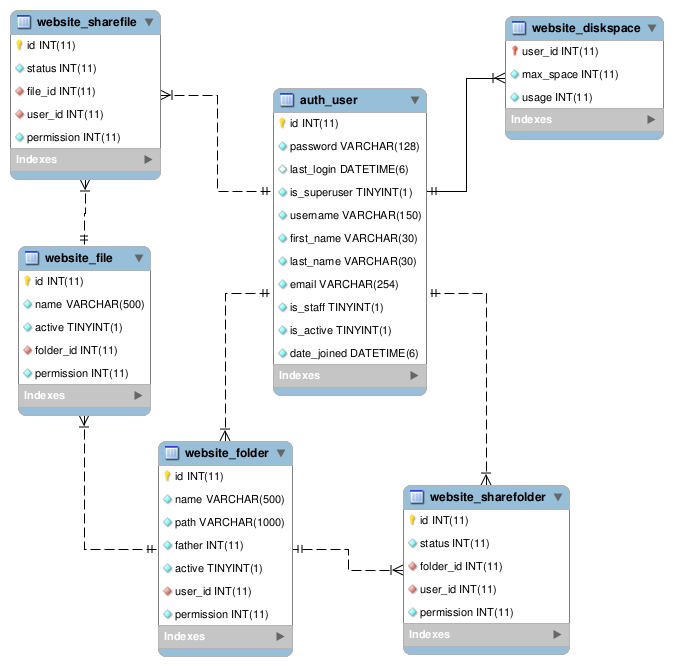 website_sharefile
id INT(11)
status INT(11)
file_id INT(11)
user_id INT(11)
permission INT(11)
Indexes
website_diskspace
user_id INT(11)
max_space INT(11)
usage INT(11)
Indexes
auth_user
id INT(11)
password VARCHAR(128)
last_login DATETIME(6)
is_superuser TINYINT(1)
username VARCHAR(150)
first_name VARCHAR(30)
last_name VARCHAR(30)
email VARCHAR(254)
is_staff TINYINT(1)
is_active TINYINT(1)
date_joined DATETIME(6)
Indexes
website_file
id INT(11)
name VARCHAR(500)
active TINYINT(1)
folder_id INT(11)
permission INT(11)
Indexes
website_folder
id INT(11)
name VARCHAR(500)
path VARCHAR(1000)
father INT(11)
active TINYINT(1)
user_id INT(11)
permission INT(11)
Indexes
website_sharefolder
id INT(11)
status INT(11)
folder_id INT(11)
user_id INT(11)
permission INT(11)
Indexes